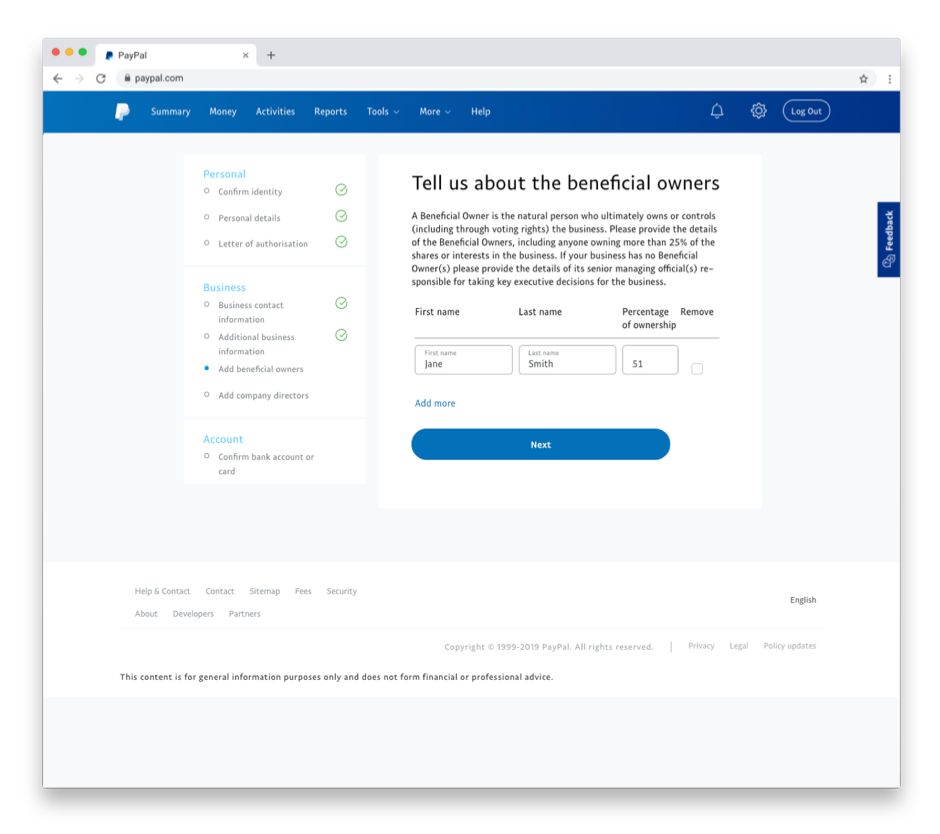 PayPal
paypal.com
Summary Money Activities Reports Tools More Help Log Out
Personal
Confirm identity
Personal details
Letter of authorisation
Business
Business contact
information
Additional business
information
Add beneficial owners
Add company directors
Account
Confirm bank account or
card
Tell us about the beneficial owners
A Beneficial Owner is the natural person who ultimately owns or controls
(including through voting rights) the business. Please provide the details
of the Beneficial Owners, including anyone owning more than 25% of the
shares or interests in the business. If your business has no Beneficial
Owner(s) please provide the details of its senior managing official(s) re-
sponsible for taking key executive decisions for the business.
First name Last name Percentage Remove
of ownership
First name Last name
Jane Smith 51
Add more
Next
Feedback
Help & Contact Contact Sitemap Fees Security
English
About Developers Partners
Copyright © 1999-2019 PayPal. All rights reserved. | Privacy Legal Policy updates
This content is for general information purposes only and does not form financial or professional advice.